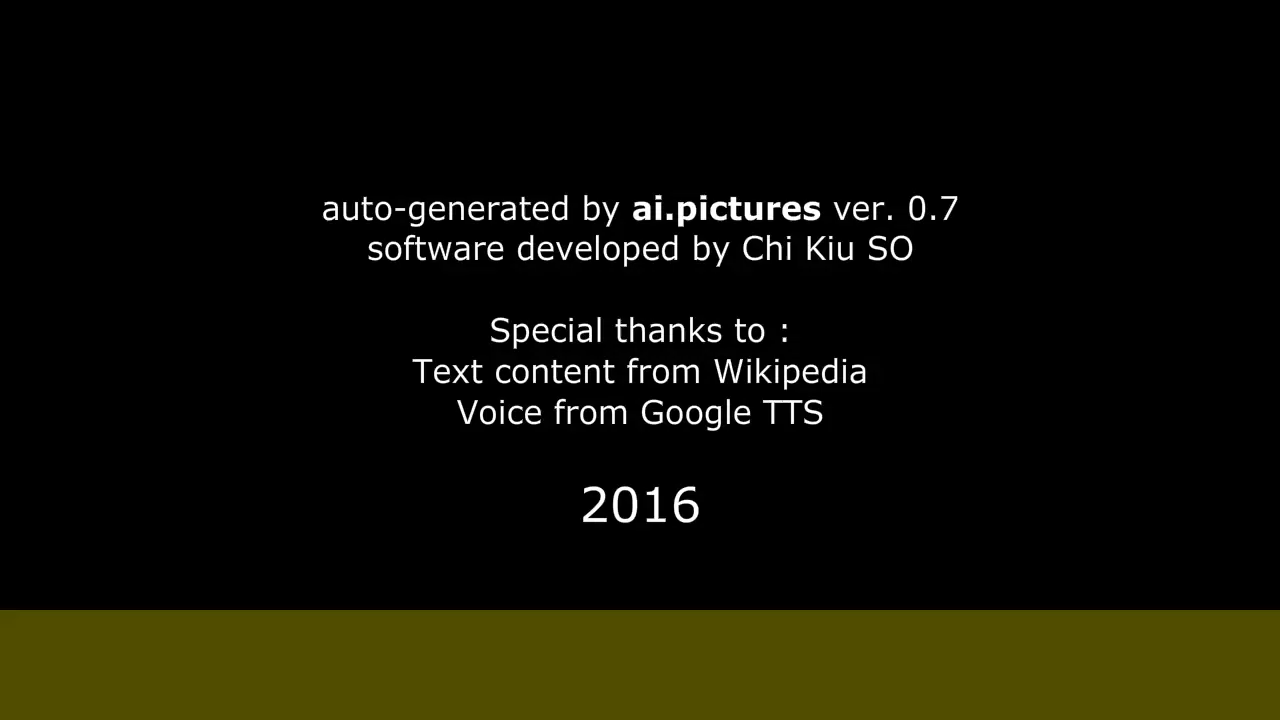 auto-generated by ai.pictures ver. 0.7
software developed by Chi Kiu SO
Special thanks to :
Text content from Wikipedia
Voice from Google TTS
2016